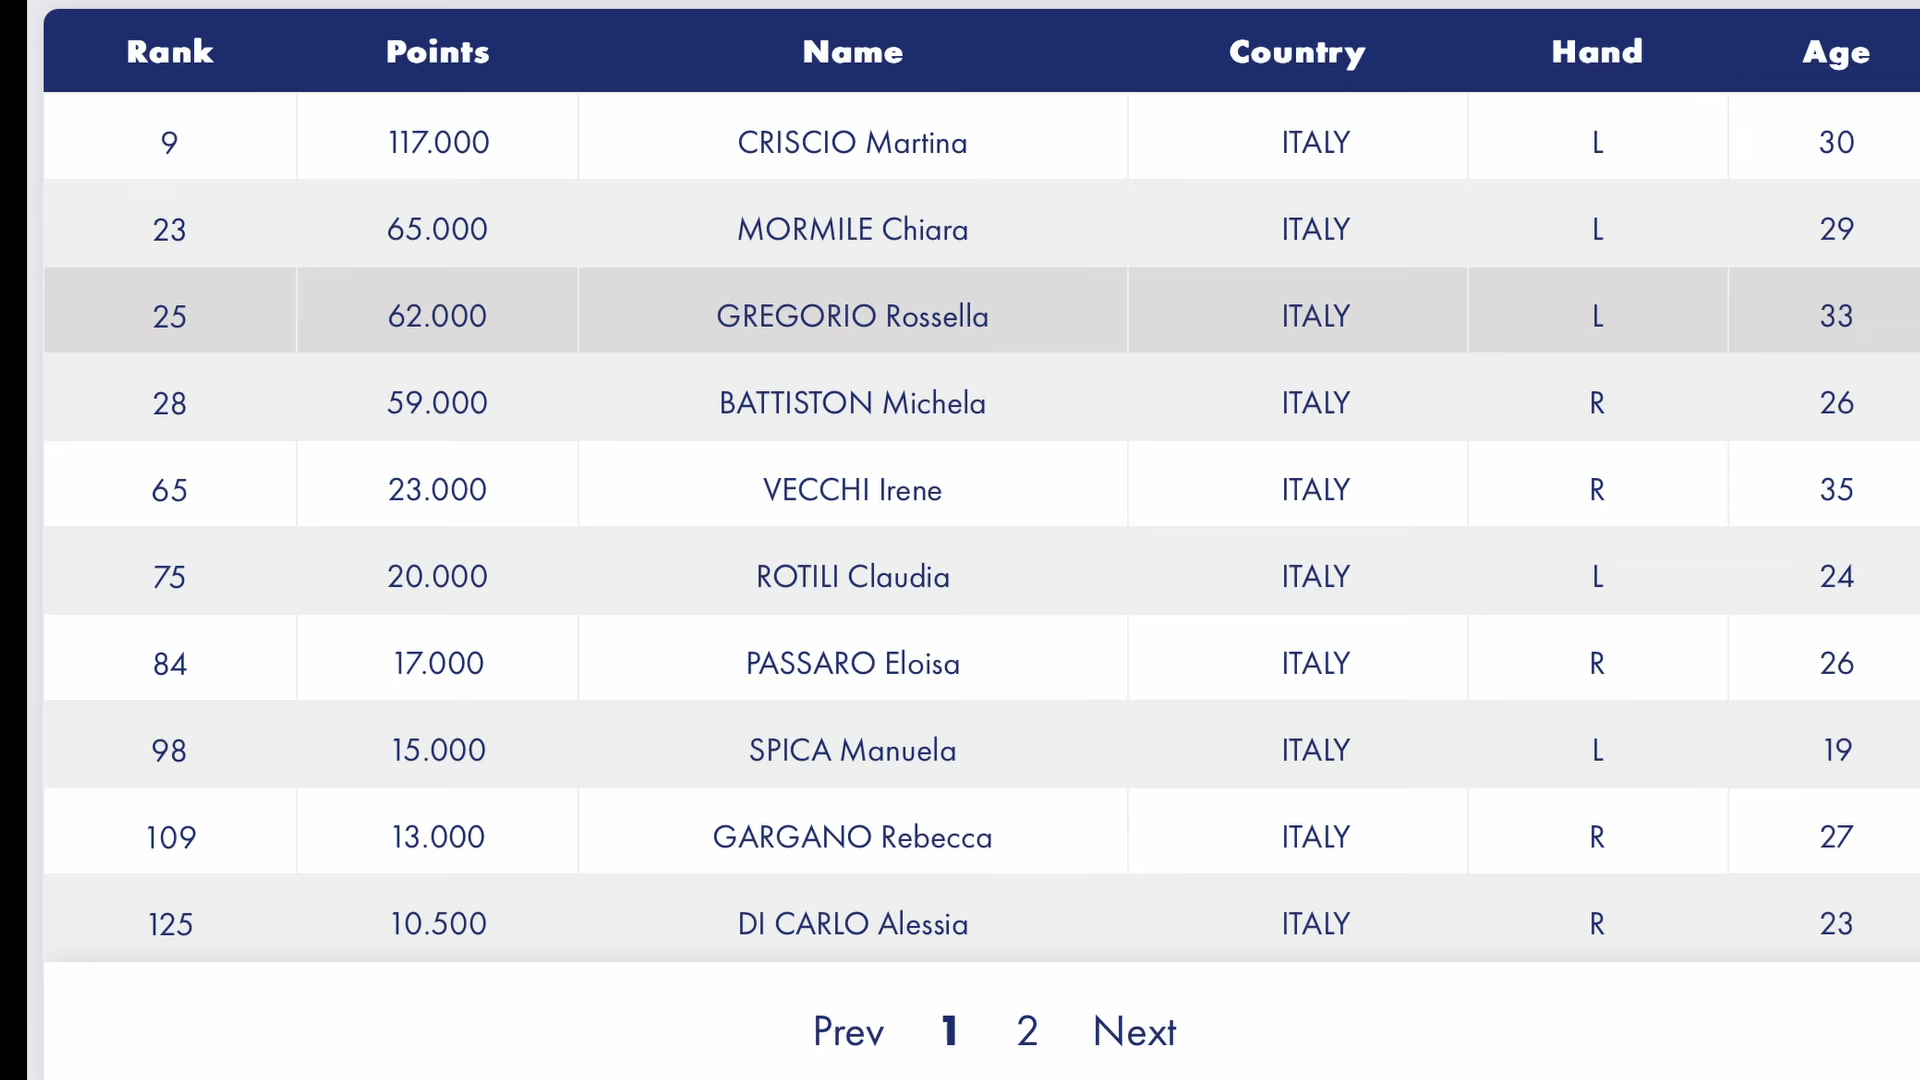 Rank Points Name Country Hand Age
9 117.000 CRISCIO Martina ITALY L 30
23 65.000 MORMILE Chiara ITALY L 29
25 62.000 GREGORIO Rossella ITALY L 33
28 59.000 BATTISTON Michela ITALY R 26
65 23.000 VECCHI Irene ITALY R 35
75 20.000 ROTILI Claudia ITALY L 24
84 17.000 PASSARO Eloisa ITALY R 26
98 15.000 SPICA Manuela ITALY L 19
109 13.000 GARGANO Rebecca ITALY R 27
125 10.500 DI CARLO Alessia ITALY R 23
Prev 1 2 Next